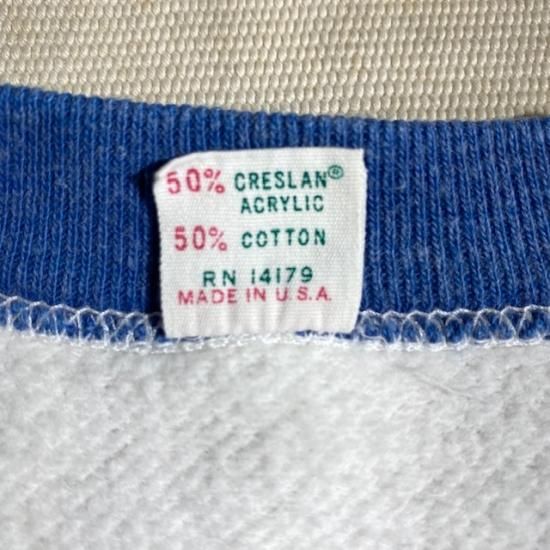 50% CRESLAN®
ACRYLIC
50% COTTON
RN 14179
MADE IN U.S.A.